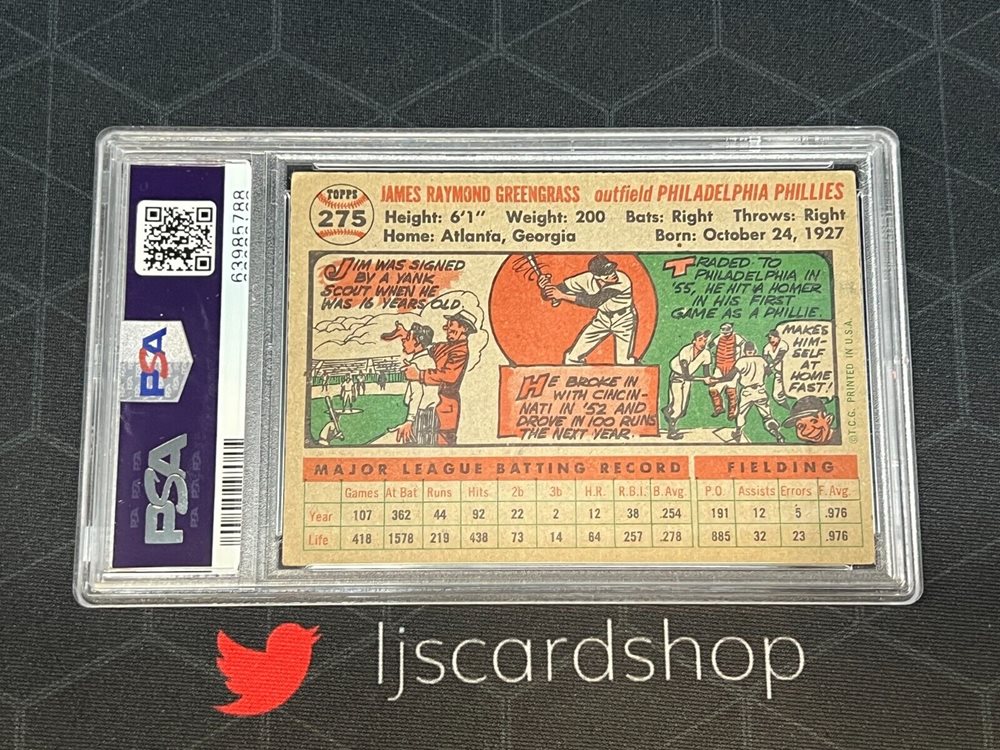 63985788
PSA
PSA
TOPPS
275
JAMES RAYMOND GREENGRASS outfield PHILADELPHIA PHILLIES
Height: 6'1" Weight: 200 Bats: Right Throws: Right
Home: Atlanta, Georgia Born: October 24, 1927
JIM WAS SIGNED
BY A YANK
SCOUT WHEN HE
WAS 16 YEARS OLD.
HE BROKE IN
WITH CINCIN-
NATI IN '52 AND
DROVE IN 100 RUNS
THE NEXT YEAR.
TRADED TO
PHILADELPHIA IN
'55, HE HIT A HOMER
IN HIS FIRST
GAME AS A PHILLIE.
MAKES
HIM-
SELF
AT
HOME
FAST!
©T.C.G. PRINTED IN U.S.A.
MAJOR LEAGUE BATTING RECORD FIELDING
Games At Bat Runs Hits 2b 3b H.R. R.B.I. B.Avg. P.O. Assists Errors F. Avg.
Year 107 362 44 92 22 2 12 38 .254 191 12 5 .976
Life 418 1578 219 438 73 14 64 257 .278 885 32 23 .976
ljscardshop